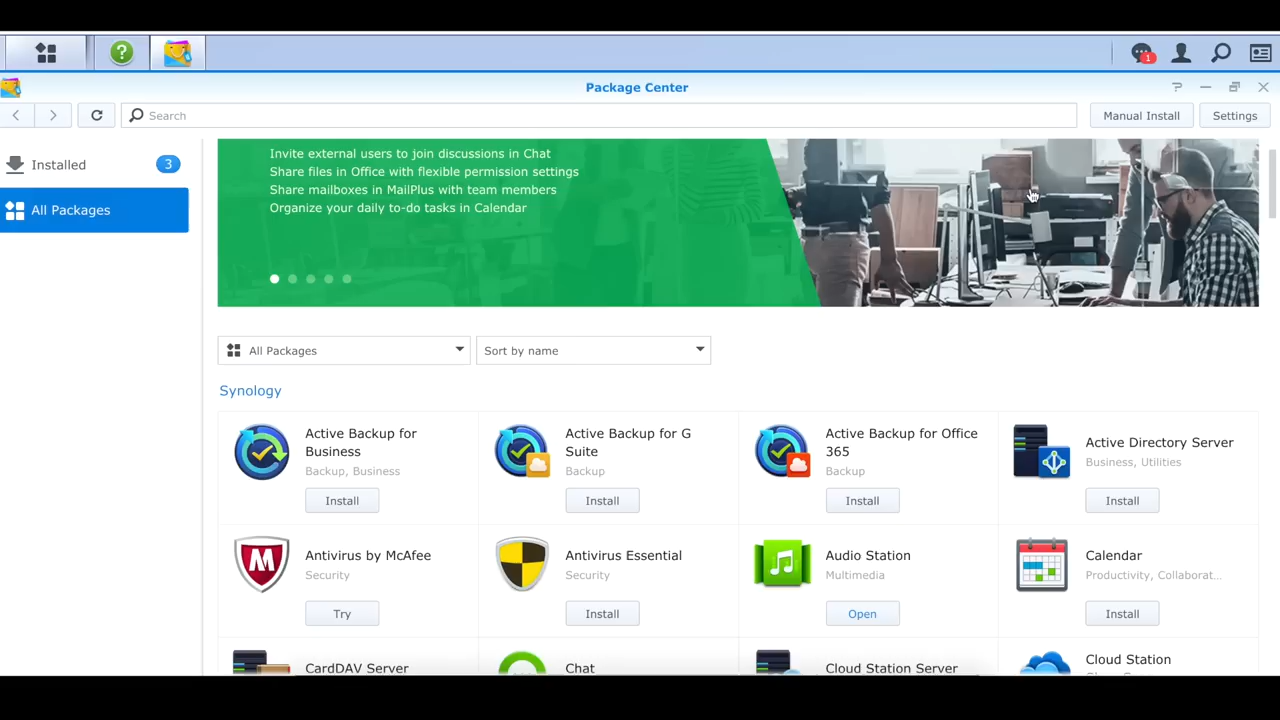 ?
1
Package Center
Search
Manual Install
Settings
Installed
3
All Packages
Invite external users to join discussions in Chat
Share files in Office with flexible permission settings
Share mailboxes in MailPlus with team members
Organize your daily to-do tasks in Calendar
All Packages
Sort by name
Synology
Active Backup for
Business
Backup, Business
Install
Active Backup for G
Suite
Backup
Install
Active Backup for Office
365
Backup
Install
Active Directory Server
Business, Utilities
Install
Antivirus by McAfee
Security
Try
Antivirus Essential
Security
Install
Audio Station
Multimedia
Open
Calendar
Productivity, Collaborat...
Install
CardDAV Server
Chat
Cloud Station Server
Cloud Station